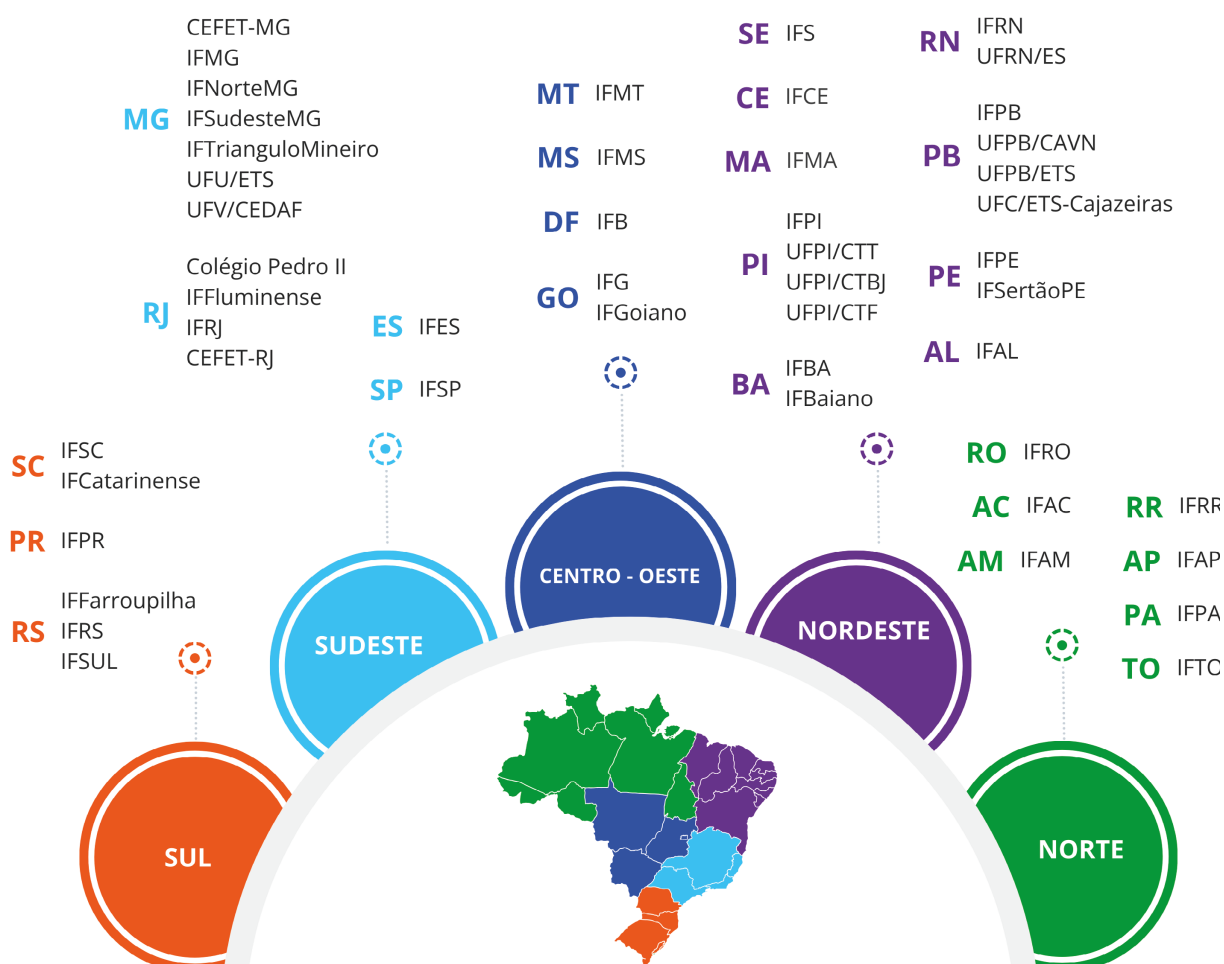 MG
CEFET-MG
IFMG
IFNorteMG
IFSudesteMG
IFTrianguloMineiro
UFU/ETS
UFV/CEDAF
RJ
Colégio Pedro II
IFFluminense
IFRJ
CEFET-RJ
ES IFES
SP IFSP
MT IFMT
MS IFMS
DF IFB
GO
IFG
IFGoiano
SE IFS
CE IFCE
MA IFMA
PI
IFPI
UFPI/CTT
UFPI/CTBJ
UFPI/CTF
BA
IFBA
IFBaiano
RN
IFRN
UFRN/ES
PB
IFPB
UFPB/CAVN
UFPB/ETS
UFC/ETS-Cajazeiras
PE
IFPE
IFSertãoPE
AL IFAL
SC
IFSC
IFCatarinense
PR IFPR
RS
IFFarroupilha
IFRS
IFSUL
RO IFRO
AC IFAC
AM IFAM
RR IFRR
AP IFAP
PA IFPA
TO IFTO
SUL
SUDESTE
CENTRO - OESTE
NORDESTE
NORTE